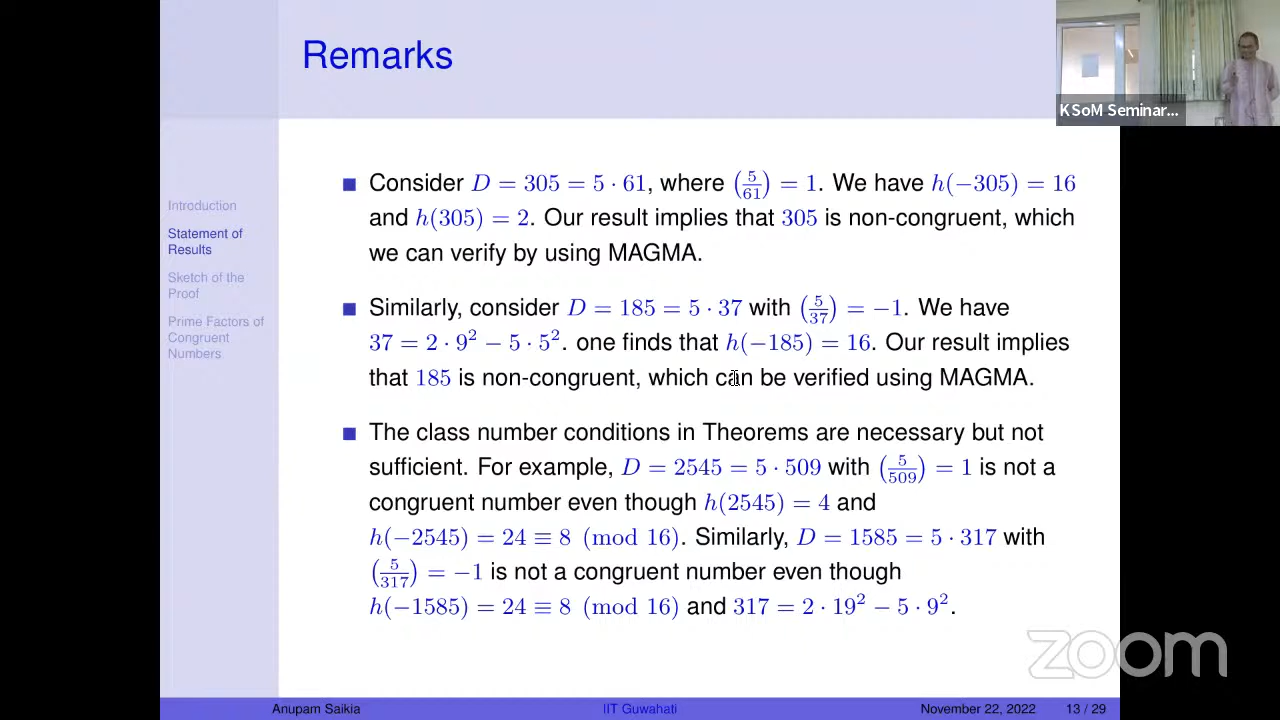 Remarks
KSoM Seminar...
Introduction
Statement of
Results
Sketch of the
Proof
Prime Factors of
Congruent
Numbers
Consider D = 305 = 5 · 61, where (5/61) = 1. We have h(−305) = 16
and h(305) = 2. Our result implies that 305 is non-congruent, which
we can verify by using MAGMA.
Similarly, consider D = 185 = 5 · 37 with (5/37) = −1. We have
37 = 2 · 9² − 5 · 5². one finds that h(−185) = 16. Our result implies
that 185 is non-congruent, which can be verified using MAGMA.
The class number conditions in Theorems are necessary but not
sufficient. For example, D = 2545 = 5 · 509 with (5/509) = 1 is not a
congruent number even though h(2545) = 4 and
h(−2545) = 24 ≡ 8 (mod 16). Similarly, D = 1585 = 5 · 317 with
(5/317) = −1 is not a congruent number even though
h(−1585) = 24 ≡ 8 (mod 16) and 317 = 2 · 19² − 5 · 9².
zoom
Anupam Saikia IIT Guwahati November 22, 2022 13 / 29